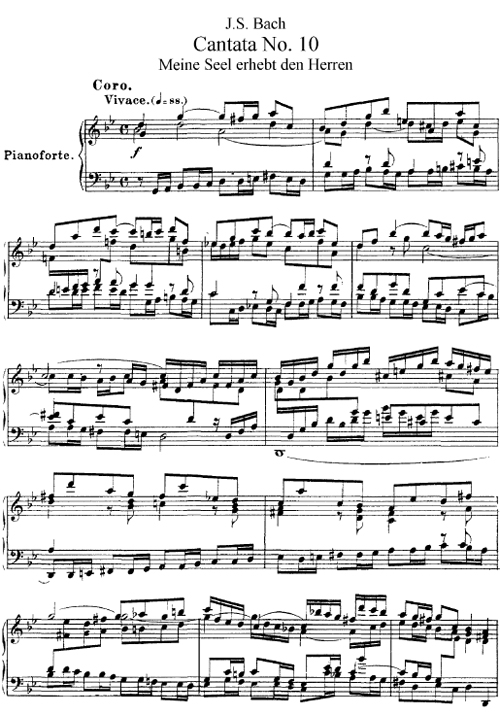 J.S. Bach
Cantata No. 10
Meine Seel erhebt den Herren
Coro.
Vivace. (♩=88.)
Pianoforte.
f